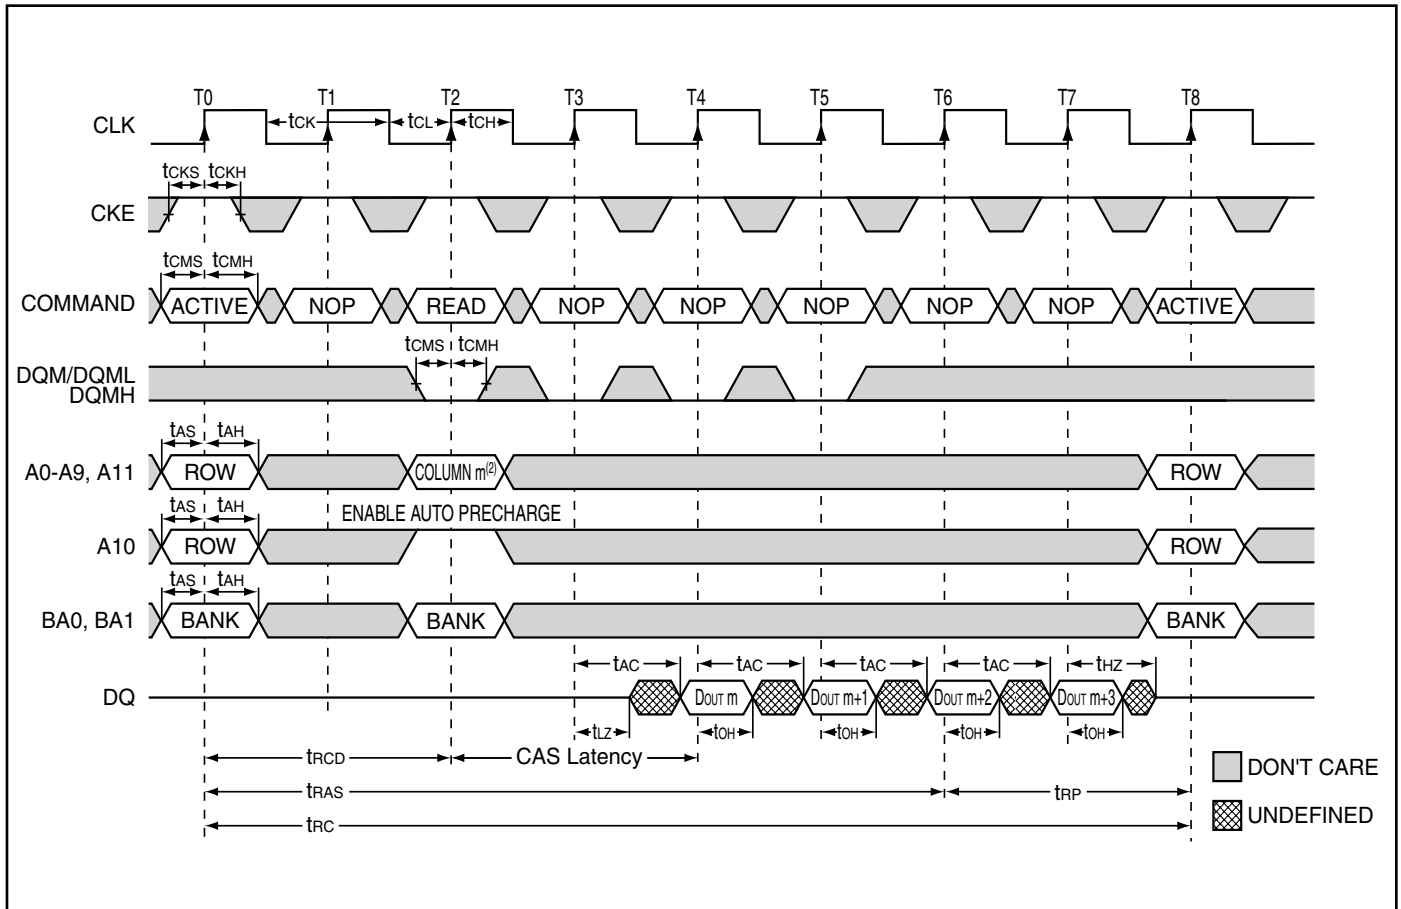 T0 T1 T2 T3 T4 T5 T6 T7 T8
CLK tCK tCL tCH
tCKS tCKH
CKE
tCMS tCMH
COMMAND ACTIVE NOP READ NOP NOP NOP NOP NOP ACTIVE
tCMS tCMH
DQM/DQML
DQMH
tAS tAH
A0-A9, A11 ROW COLUMN m(2) ROW
tAS tAH ENABLE AUTO PRECHARGE
A10 ROW ROW
tAS tAH
BA0, BA1 BANK BANK BANK
tAC tAC tAC tAC tHZ
DQ DOUT m DOUT m+1 DOUT m+2 DOUT m+3
tLZ tOH tOH tOH tOH
tRCD CAS Latency
DON'T CARE
tRAS tRP
UNDEFINED
tRC